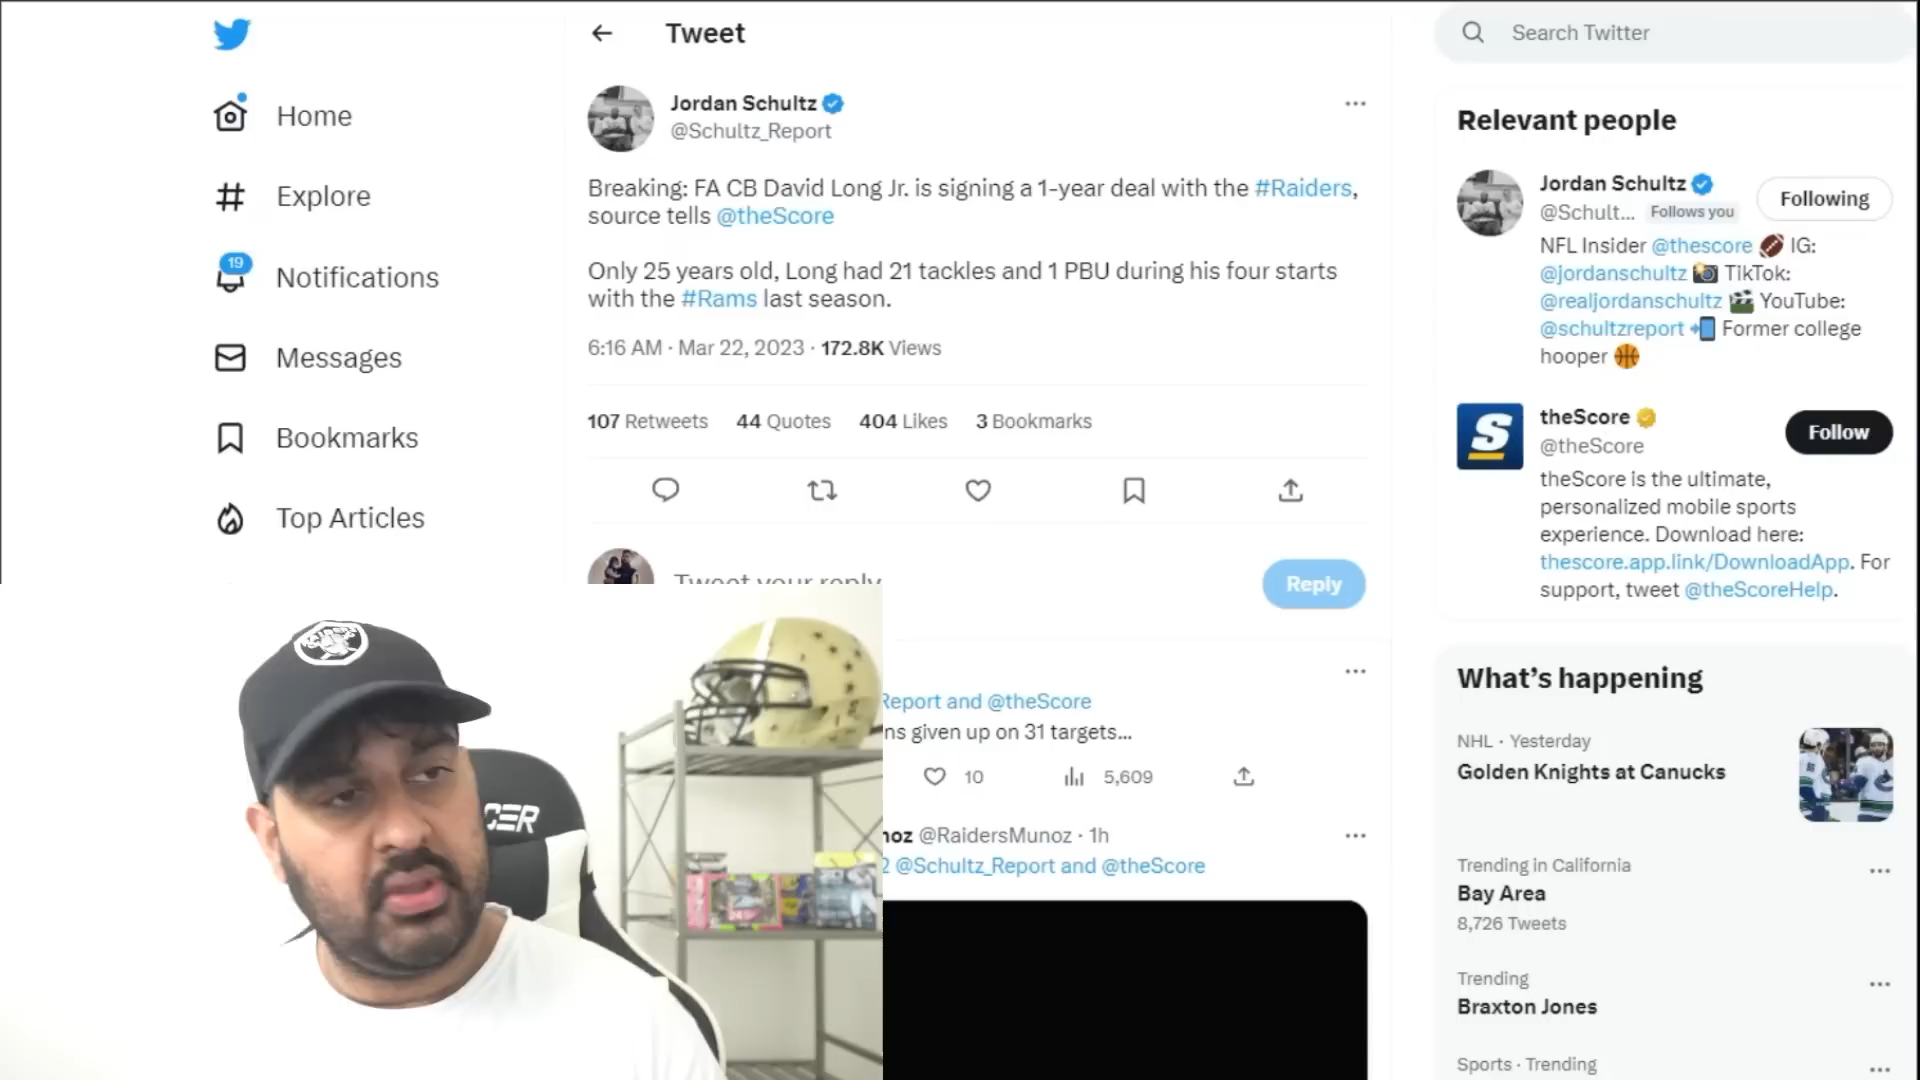 Home
Explore
19
Notifications
Messages
Bookmarks
Top Articles
Tweet
Jordan Schultz
@Schultz_Report
Breaking: FA CB David Long Jr. is signing a 1-year deal with the #Raiders,
source tells @theScore
Only 25 years old, Long had 21 tackles and 1 PBU during his four starts
with the #Rams last season.
6:16 AM · Mar 22, 2023 · 172.8K Views
107 Retweets 44 Quotes 404 Likes 3 Bookmarks
Tweet your reply
Reply
Report and @theScore
ns given up on 31 targets...
10 5,609
noz @RaidersMunoz · 1h
2 @Schultz_Report and @theScore
Search Twitter
Relevant people
Jordan Schultz
@Schult... Follows you
Following
NFL Insider @thescore 🏈 IG:
@jordanschultz 📸 TikTok:
@realjordanschultz 🎬 YouTube:
@schultzreport 📲 Former college
hooper 🏀
S
theScore
@theScore
Follow
theScore is the ultimate,
personalized mobile sports
experience. Download here:
thescore.app.link/DownloadApp. For
support, tweet @theScoreHelp.
What's happening
NHL · Yesterday
Golden Knights at Canucks
Trending in California
Bay Area
8,726 Tweets
Trending
Braxton Jones
Sports · Trending
CER